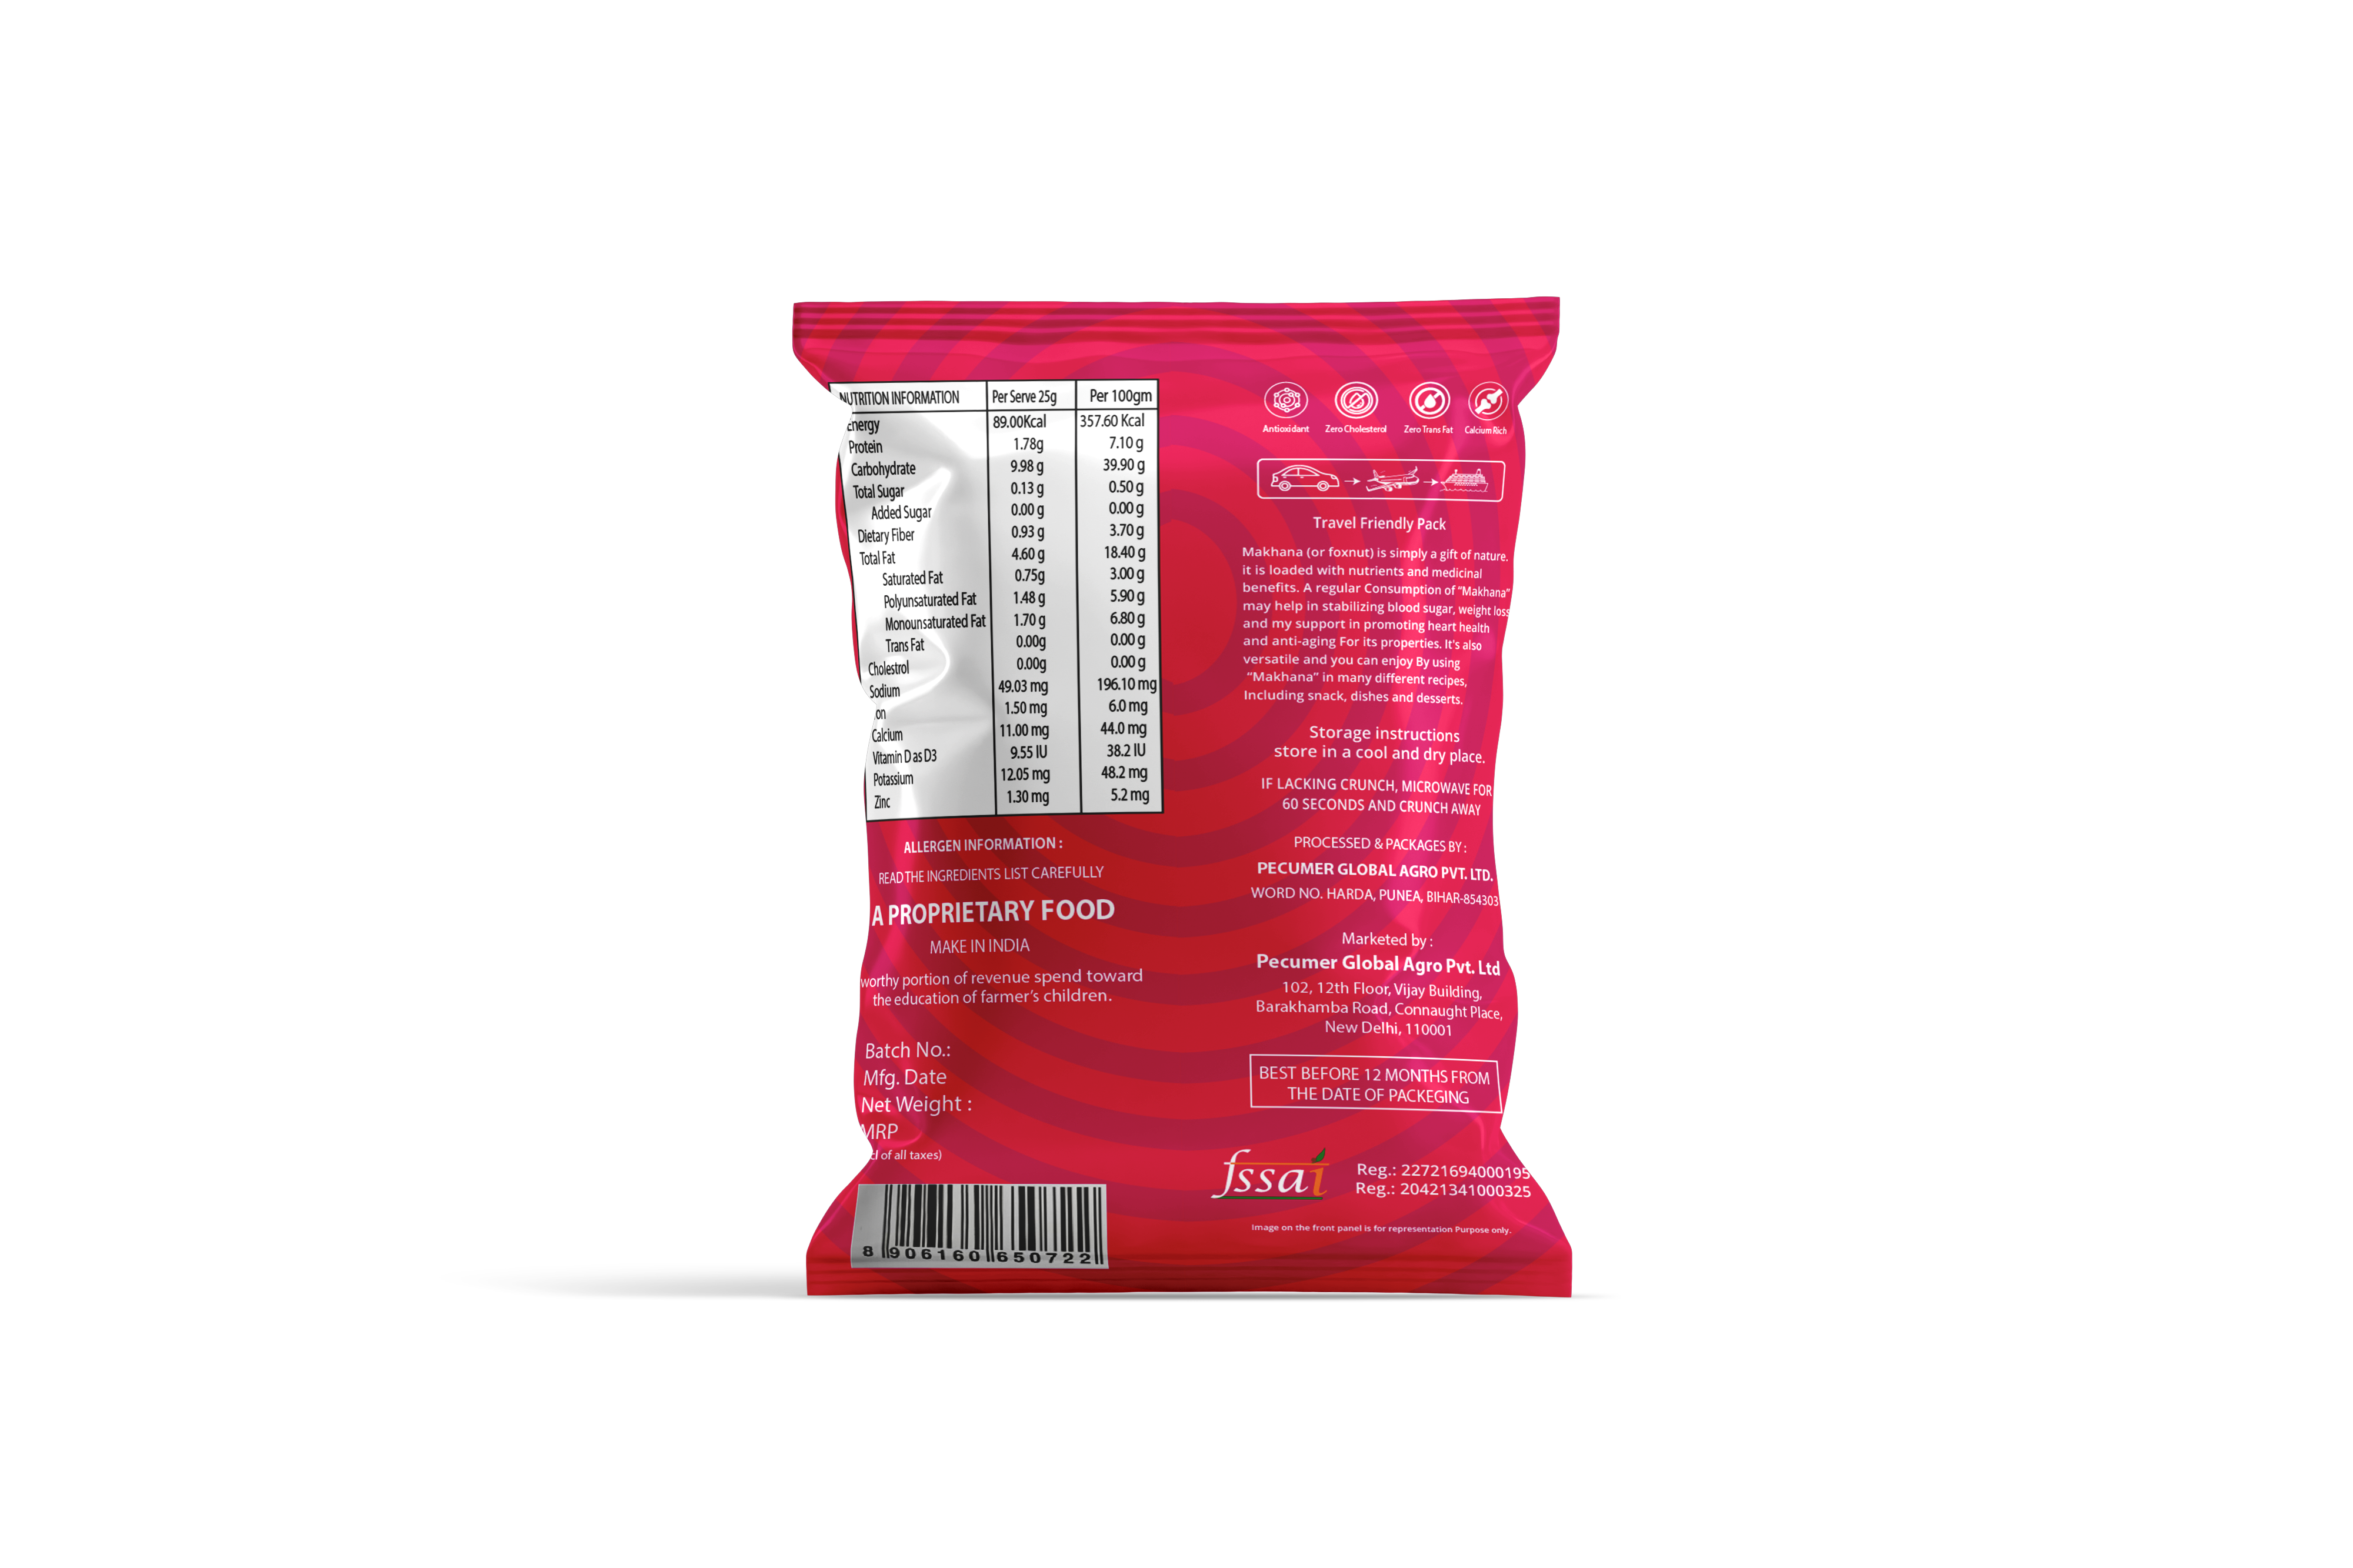 NUTRITION INFORMATION Per Serve 25g Per 100gm
Energy 89.00Kcal 357.60 Kcal
Protein 1.78g 7.10 g
Carbohydrate 9.98 g 39.90 g
Total Sugar 0.13 g 0.50 g
Added Sugar 0.00 g 0.00 g
Dietary Fiber 0.93 g 3.70 g
Total Fat 4.60 g 18.40 g
Saturated Fat 0.75g 3.00 g
Polyunsaturated Fat 1.48 g 5.90 g
Monounsaturated Fat 1.70 g 6.80 g
Trans Fat 0.00g 0.00 g
Cholestrol 0.00g 0.00 g
Sodium 49.03 mg 196.10 mg
on 1.50 mg 6.0 mg
Calcium 11.00 mg 44.0 mg
Vitamin D as D3 9.55 IU 38.2 IU
Potassium 12.05 mg 48.2 mg
Zinc 1.30 mg 5.2 mg
ALLERGEN INFORMATION :
READ THE INGREDIENTS LIST CAREFULLY
A PROPRIETARY FOOD
MAKE IN INDIA
worthy portion of revenue spend toward
the education of farmer's children.
Batch No.:
Mfg. Date
Net Weight :
MRP
cl of all taxes)
8 906160 650722
Antioxidant Zero Cholesterol Zero Trans Fat Calcium Rich
Travel Friendly Pack
Makhana (or foxnut) is simply a gift of nature.
it is loaded with nutrients and medicinal
benefits. A regular Consumption of "Makhana"
may help in stabilizing blood sugar, weight loss
and my support in promoting heart health
and anti-aging For its properties. It's also
versatile and you can enjoy By using
"Makhana" in many different recipes,
Including snack, dishes and desserts.
Storage instructions
store in a cool and dry place.
IF LACKING CRUNCH, MICROWAVE FOR
60 SECONDS AND CRUNCH AWAY
PROCESSED & PACKAGES BY :
PECUMER GLOBAL AGRO PVT. LTD.
WORD NO. HARDA, PUNEA, BIHAR-854303
Marketed by :
Pecumer Global Agro Pvt. Ltd
102, 12th Floor, Vijay Building,
Barakhamba Road, Connaught Place,
New Delhi, 110001
BEST BEFORE 12 MONTHS FROM
THE DATE OF PACKEGING
fssai
Reg.: 22721694000195
Reg.: 20421341000325
Image on the front panel is for representation Purpose only.